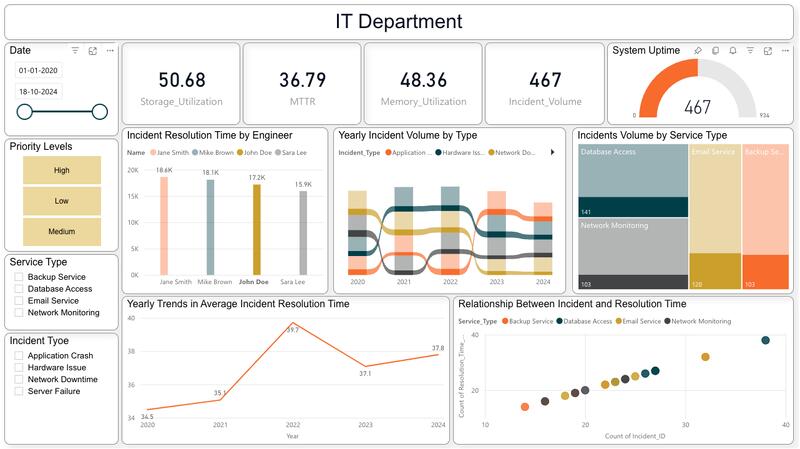 IT Department
Date
01-01-2020
18-10-2024
50.68
Storage_Utilization
36.79
MTTR
48.36
Memory_Utilization
467
Incident_Volume
System Uptime
467
0
934
Priority Levels
High
Low
Medium
Service Type
Backup Service
Database Access
Email Service
Network Monitoring
Incident Tyoe
Application Crash
Hardware Issue
Network Downtime
Server Failure
Incident Resolution Time by Engineer
Name Jane Smith Mike Brown John Doe Sara Lee
20K
15K
10K
5K
0K
18.6K
18.1K
17.2K
15.9K
Jane Smith Mike Brown John Doe Sara Lee
Yearly Incident Volume by Type
Incident_Type Application ... Hardware Iss... Network Do...
2020 2021 2022 2023 2024
Incidents Volume by Service Type
Database Access
141
Network Monitoring
103
Email Service
120
Backup Se...
103
Yearly Trends in Average Incident Resolution Time
40
38
36
34
34.5
35.1
39.7
37.1
37.8
2020 2021 2022 2023 2024
Year
Relationship Between Incident and Resolution Time
Service_Type Backup Service Database Access Email Service Network Monitoring
Count of Resolution_Time_...
40
20
10 20 30 40
Count of Incident_ID